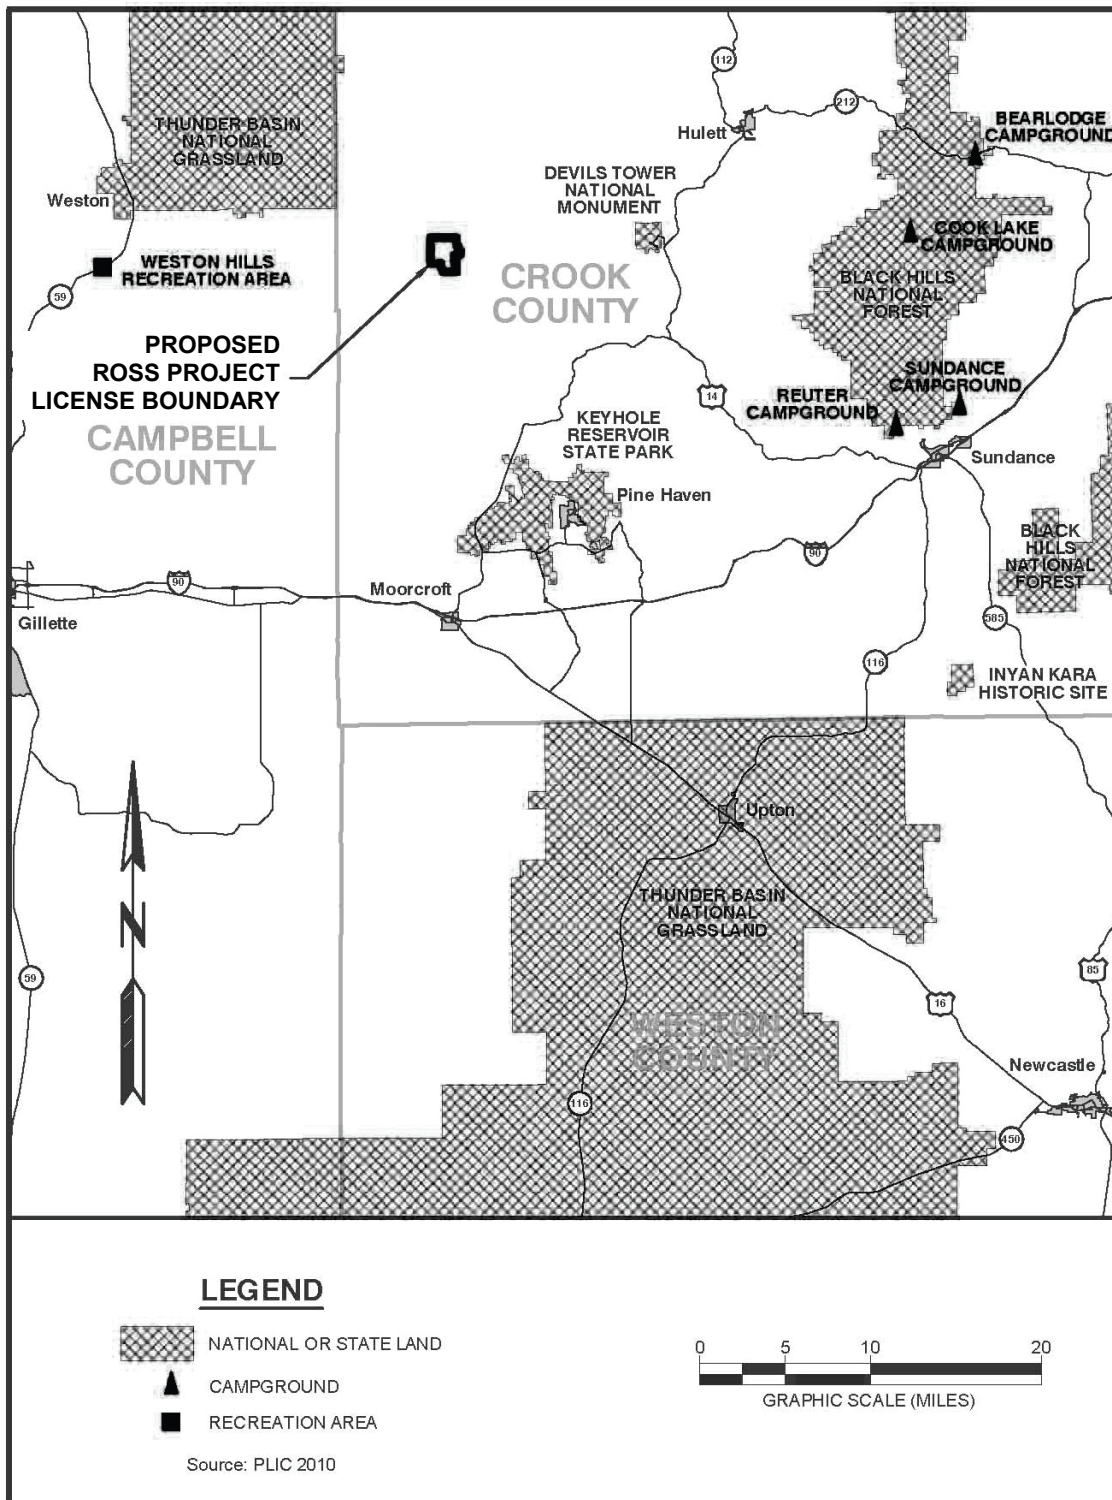 112
212
BEARLODGE
CAMPGROUND
Hulett
THUNDER BASIN
NATIONAL
GRASSLAND
DEVILS TOWER
NATIONAL
MONUMENT
Weston
COOK LAKE
CAMPGROUND
WESTON HILLS
RECREATION AREA
CROOK
COUNTY
BLACK HILLS
NATIONAL
FOREST
59
PROPOSED
ROSS PROJECT
LICENSE BOUNDARY
SUNDANCE
CAMPGROUND
REUTER
CAMPGROUND
14
CAMPBELL
COUNTY
KEYHOLE
RESERVOIR
STATE PARK
Sundance
Pine Haven
BLACK
HILLS
NATIONAL
FOREST
90
90
Moorcroft
Gillette
585
116
INYAN KARA
HISTORIC SITE
Upton
THUNDER BASIN
NATIONAL
GRASSLAND
N
59
85
16
WESTON
COUNTY
Newcastle
116
450
LEGEND
NATIONAL OR STATE LAND
CAMPGROUND
RECREATION AREA
Source: PLIC 2010
0 5 10 20
GRAPHIC SCALE (MILES)